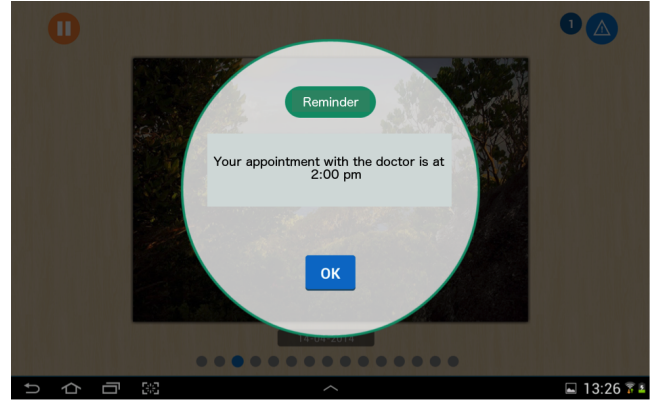 1
Reminder
Your appointment with the doctor is at
2:00 pm
OK
14-04-2014
13:26